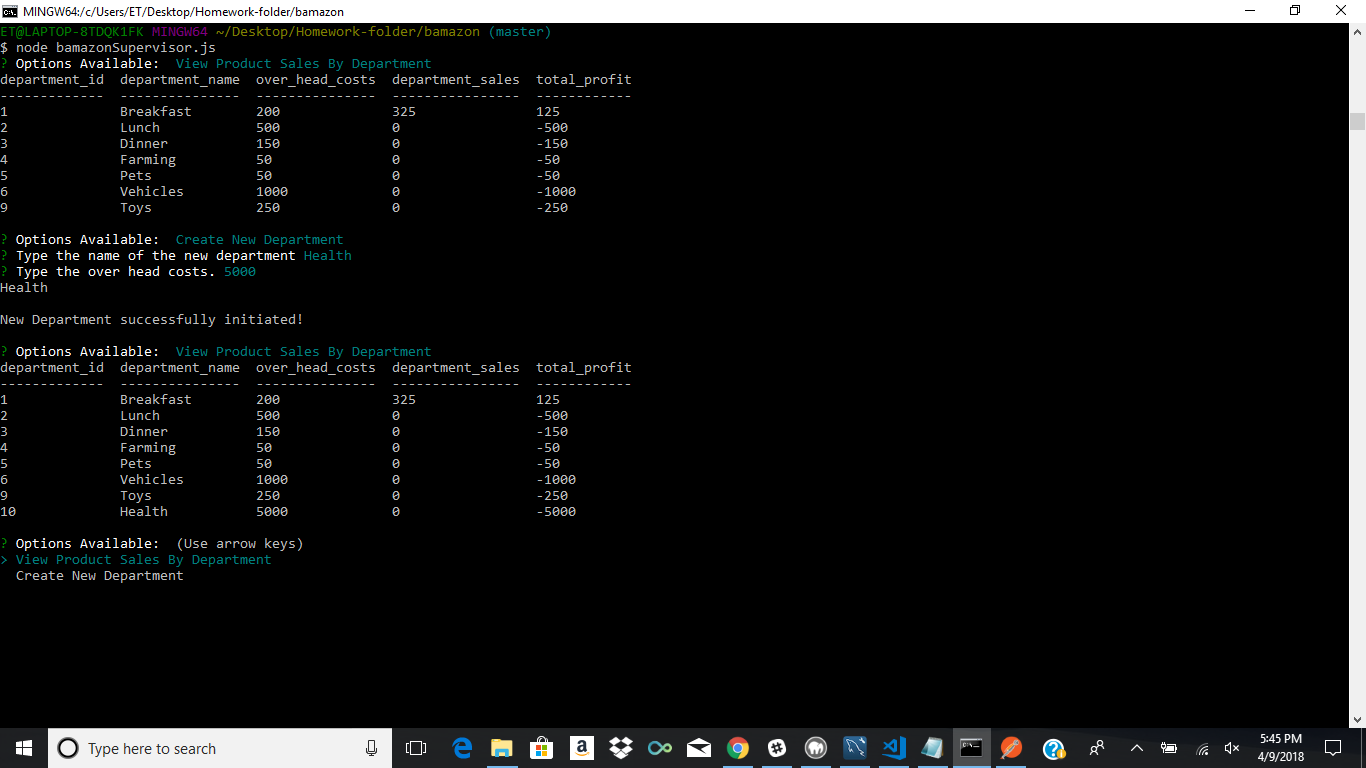 MINGW64:/c/Users/ET/Desktop/Homework-folder/bamazon
ET@LAPTOP-8TDQK1FK MINGW64 ~/Desktop/Homework-folder/bamazon (master)
$ node bamazonSupervisor.js
? Options Available:  View Product Sales By Department
department_id  department_name  over_head_costs  department_sales  total_profit
-------------  ---------------  ---------------  ----------------  ------------
1              Breakfast        200              325               125
2              Lunch            500              0                 -500
3              Dinner           150              0                 -150
4              Farming          50               0                 -50
5              Pets             50               0                 -50
6              Vehicles         1000             0                 -1000
9              Toys             250              0                 -250
? Options Available:  Create New Department
? Type the name of the new department Health
? Type the over head costs. 5000
Health
New Department successfully initiated!
? Options Available:  View Product Sales By Department
department_id  department_name  over_head_costs  department_sales  total_profit
-------------  ---------------  ---------------  ----------------  ------------
1              Breakfast        200              325               125
2              Lunch            500              0                 -500
3              Dinner           150              0                 -150
4              Farming          50               0                 -50
5              Pets             50               0                 -50
6              Vehicles         1000             0                 -1000
9              Toys             250              0                 -250
10             Health           5000             0                 -5000
? Options Available:  (Use arrow keys)
> View Product Sales By Department
  Create New Department
Type here to search
5:45 PM
4/9/2018